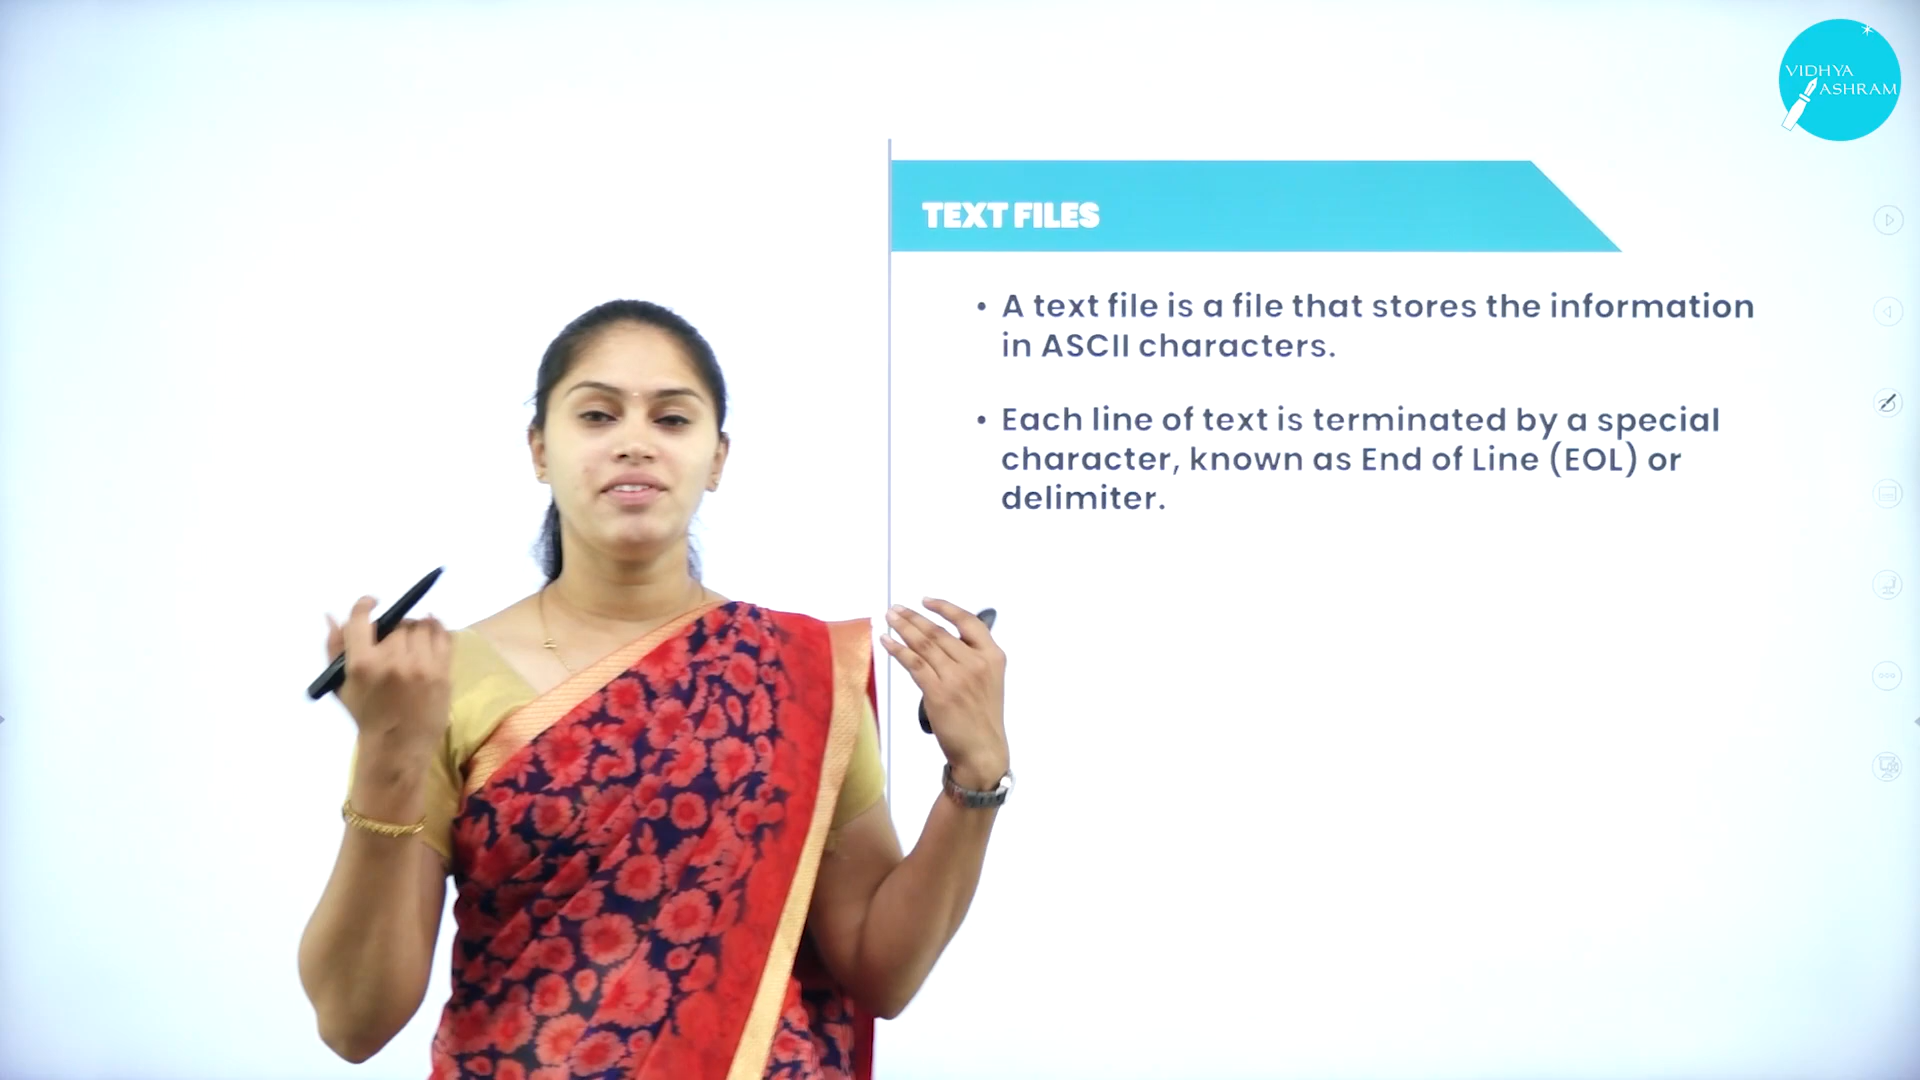 VIDHYA
ASHRAM
TEXT FILES
• A text file is a file that stores the information
in ASCII characters.
• Each line of text is terminated by a special
character, known as End of Line (EOL) or
delimiter.